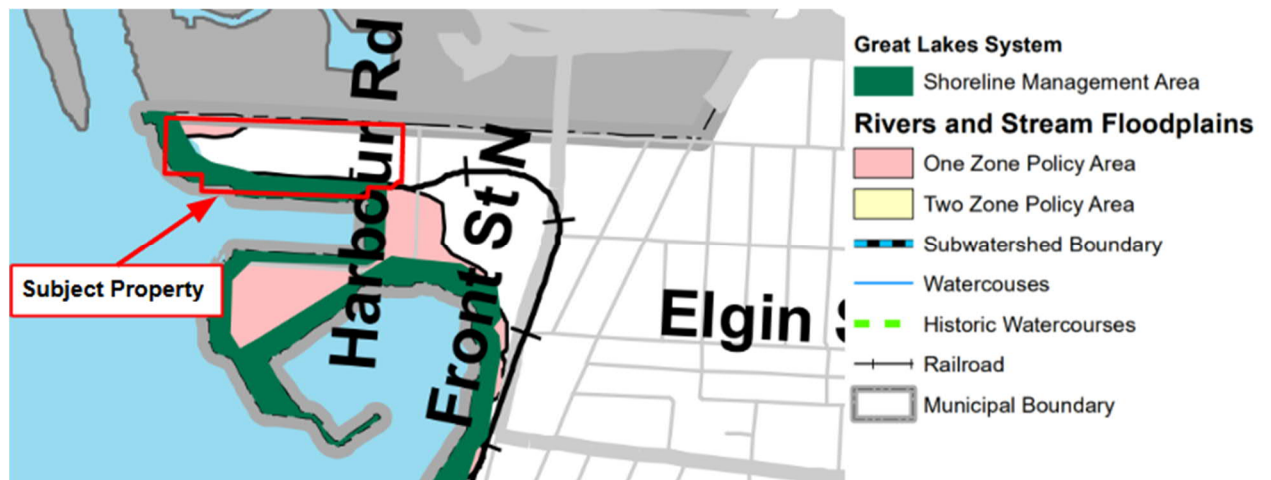 Harbour Rd
Front St N
Elgin S
Subject Property
Great Lakes System
Shoreline Management Area
Rivers and Stream Floodplains
One Zone Policy Area
Two Zone Policy Area
Subwatershed Boundary
Watercouses
Historic Watercourses
Railroad
Municipal Boundary